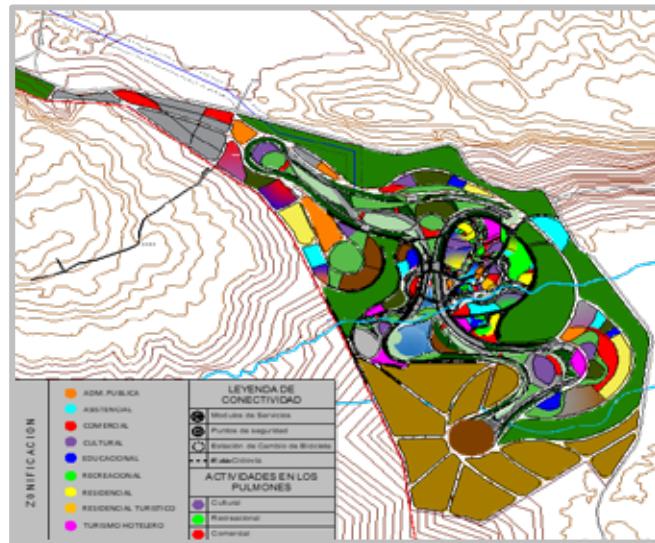 ZONIFICACION
ADM. PUBLICA
ASISTENCIAL
COMERCIAL
CULTURAL
EDUCACIONAL
RECREACIONAL
RESIDENCIAL
RESIDENCIAL TURISTICO
TURISMO HOTELERO
LEYENDA DE
CONECTIVIDAD
Modulos de Servicios
Puntos de seguridad
Estación de Cambio de Bicicleta
Ciclovia
ACTIVIDADES EN LOS
PULMONES
Cultural
Recreacional
Comercial